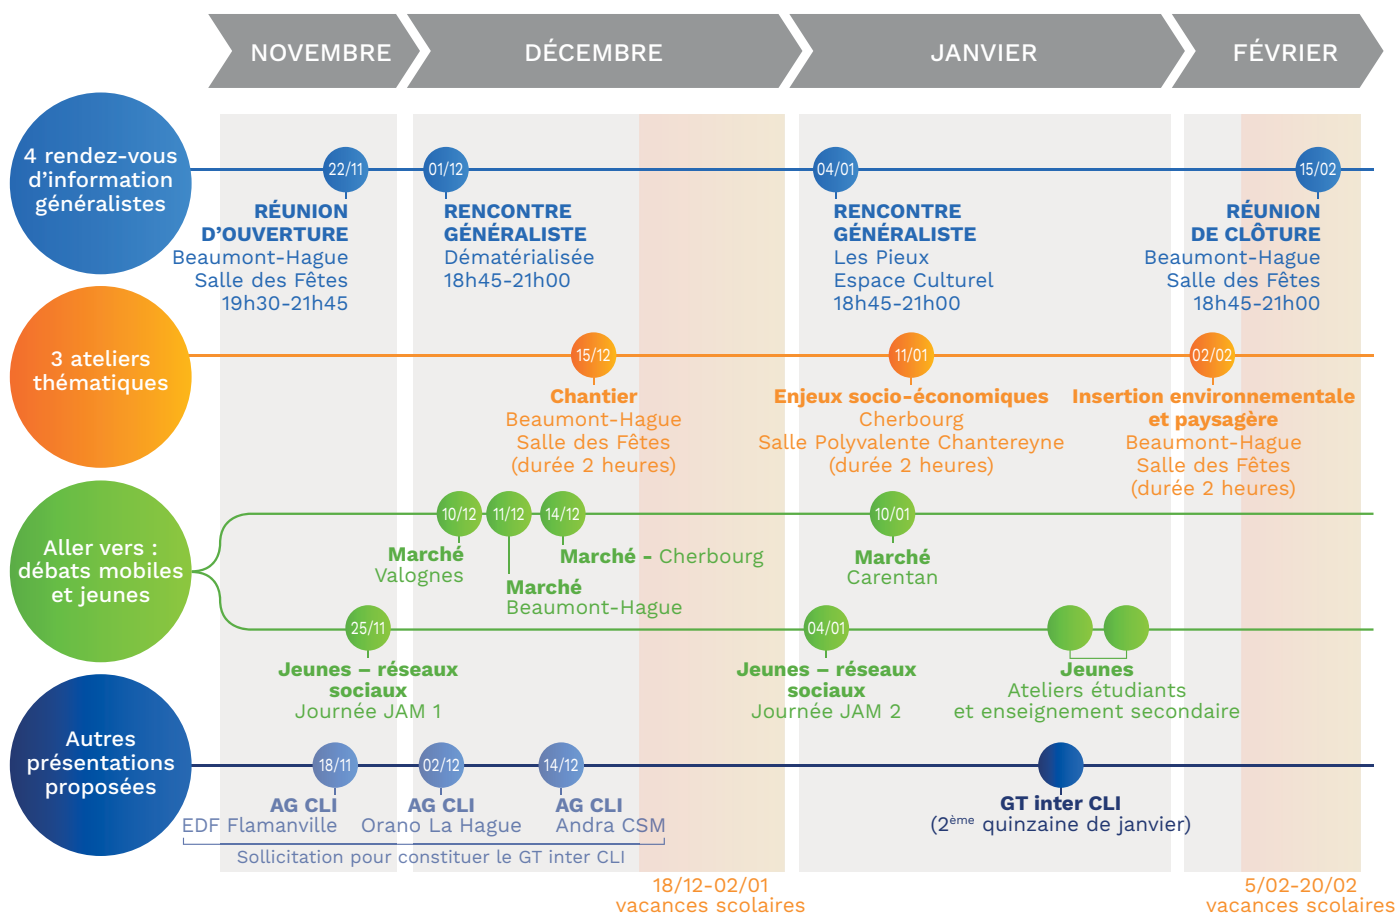 NOVEMBRE
DÉCEMBRE
JANVIER
FÉVRIER
4 rendez-vous
d’information
généralistes
22/11
RÉUNION
D’OUVERTURE
Beaumont-Hague
Salle des Fêtes
19h30-21h45
01/12
RENCONTRE
GÉNÉRALISTE
Dématérialisée
18h45-21h00
04/01
RENCONTRE
GÉNÉRALISTE
Les Pieux
Espace Culturel
18h45-21h00
15/02
RÉUNION
DE CLÔTURE
Beaumont-Hague
Salle des Fêtes
18h45-21h00
3 ateliers
thématiques
15/12
Chantier
Beaumont-Hague
Salle des Fêtes
(durée 2 heures)
11/01
Enjeux socio-économiques
Cherbourg
Salle Polyvalente Chantereyne
(durée 2 heures)
02/02
Insertion environnementale
et paysagère
Beaumont-Hague
Salle des Fêtes
(durée 2 heures)
Aller vers :
débats mobiles
et jeunes
10/12
Marché
Valognes
11/12
Marché
Beaumont-Hague
14/12
Marché - Cherbourg
10/01
Marché
Carentan
25/11
Jeunes – réseaux
sociaux
Journée JAM 1
04/01
Jeunes – réseaux
sociaux
Journée JAM 2
Jeunes
Ateliers étudiants
et enseignement secondaire
Autres
présentations
proposées
18/11
AG CLI
EDF Flamanville
02/12
AG CLI
Orano La Hague
14/12
AG CLI
Andra CSM
Sollicitation pour constituer le GT inter CLI
GT inter CLI
(2ème quinzaine de janvier)
18/12-02/01
vacances scolaires
5/02-20/02
vacances scolaires